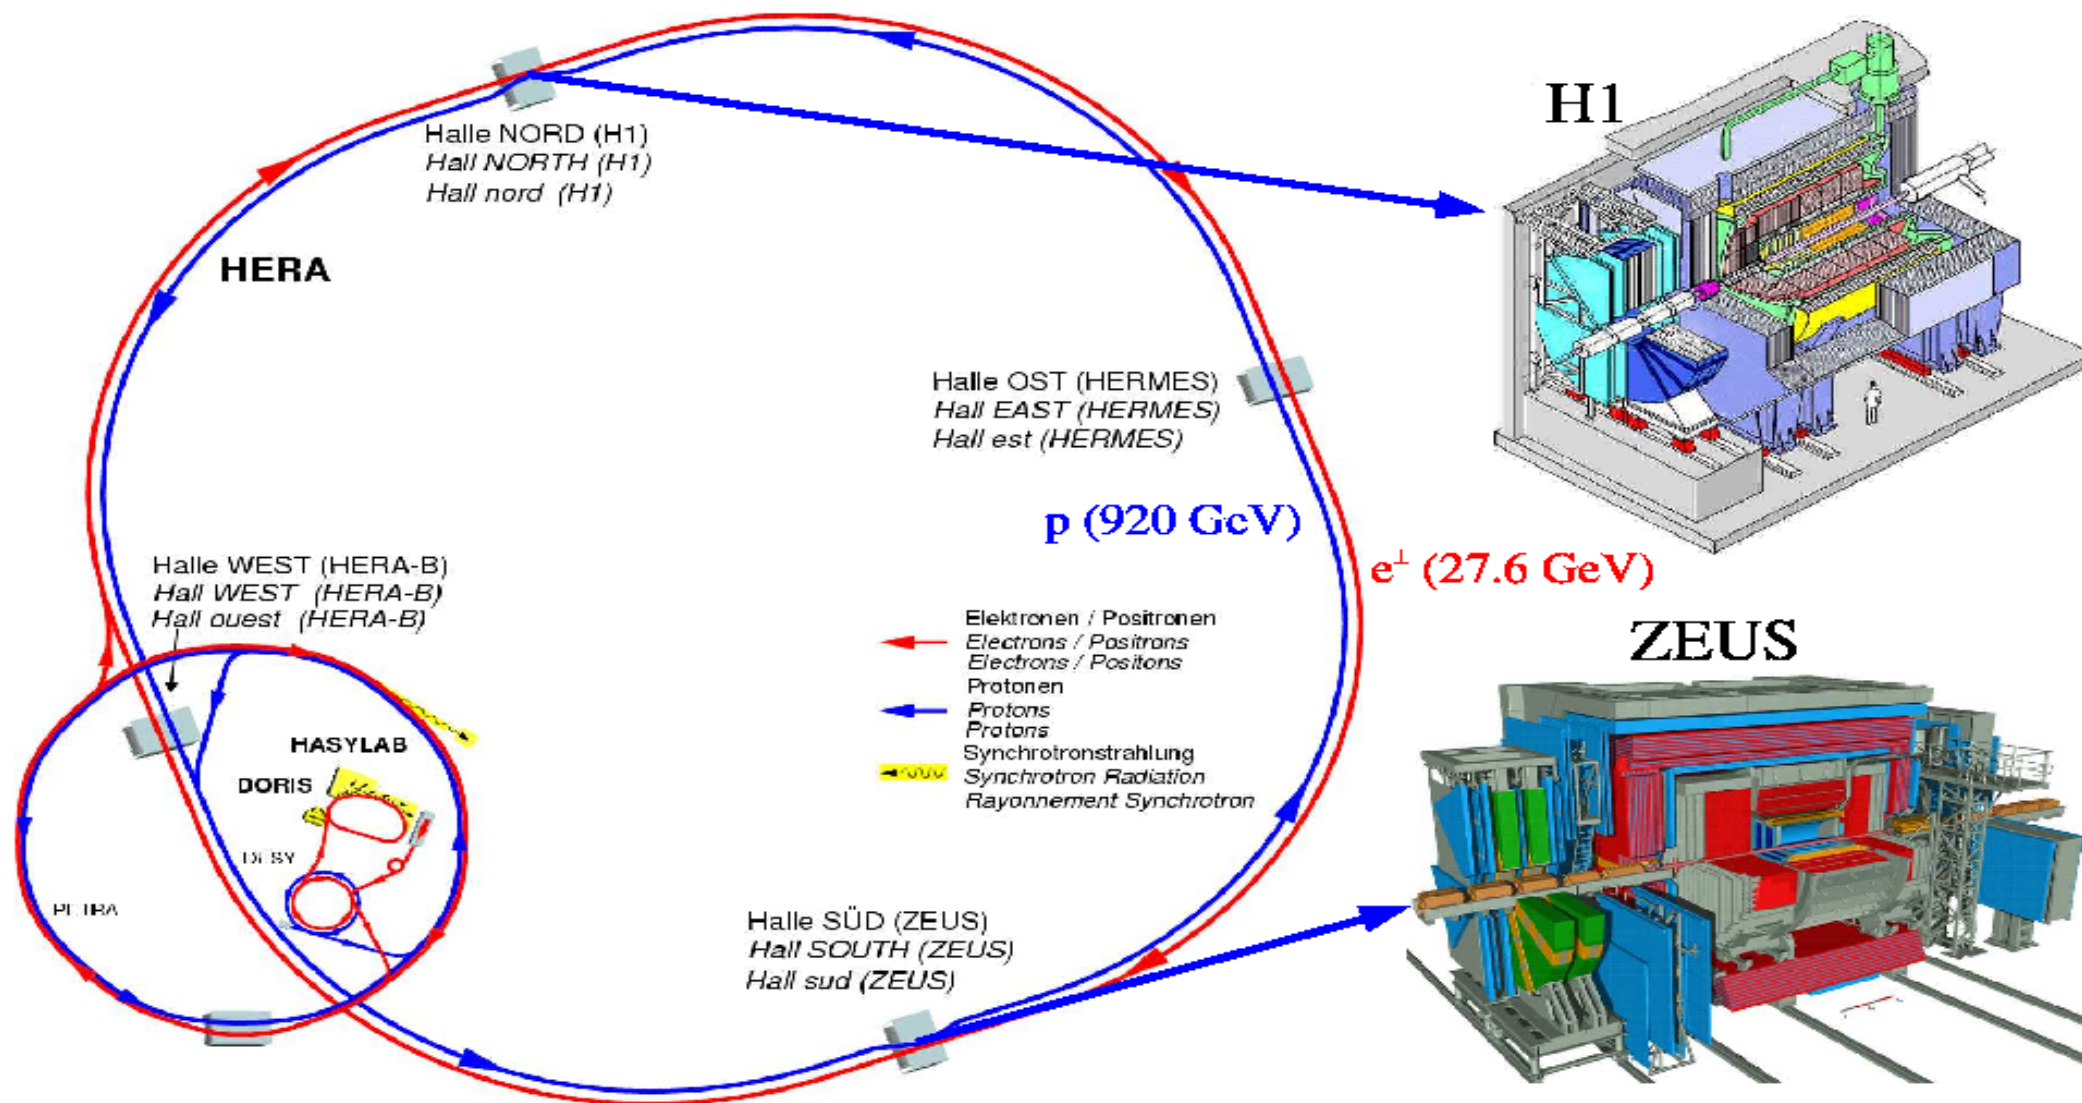 H1
Halle NORD (H1)
Hall NORTH (H1)
Hall nord (H1)
HERA
Halle OST (HERMES)
Hall EAST (HERMES)
Hall est (HERMES)
p (920 GeV)
e± (27.6 GeV)
Halle WEST (HERA-B)
Hall WEST (HERA-B)
Hall ouest (HERA-B)
Elektronen / Positronen
Electrons / Positrons
Electrons / Positons
Protonen
Protons
Protons
Synchrotronstrahlung
Synchrotron Radiation
Rayonnement Synchrotron
ZEUS
HASYLAB
DORIS
DESY
PETRA
Halle SÜD (ZEUS)
Hall SOUTH (ZEUS)
Hall sud (ZEUS)